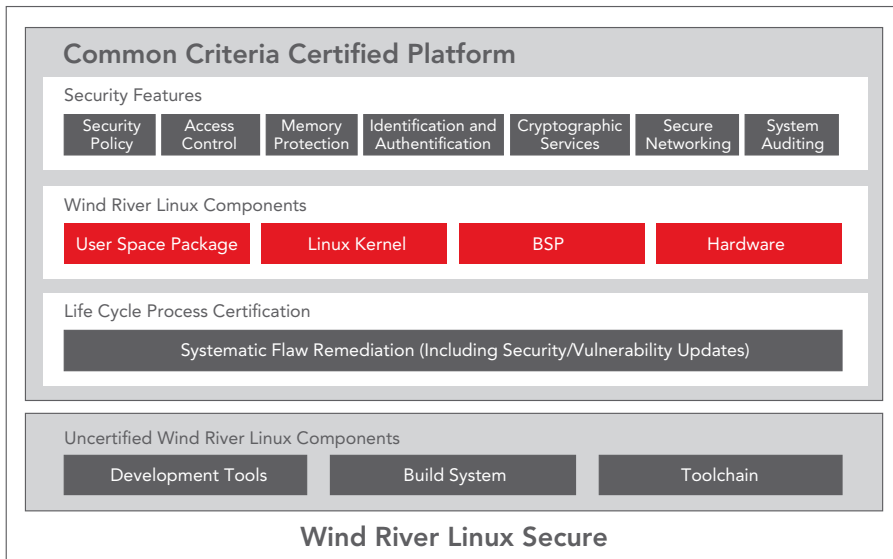 Common Criteria Certified Platform
Security Features
Security Policy
Access Control
Memory Protection
Identification and Authentification
Cryptographic Services
Secure Networking
System Auditing
Wind River Linux Components
User Space Package
Linux Kernel
BSP
Hardware
Life Cycle Process Certification
Systematic Flaw Remediation (Including Security/Vulnerability Updates)
Uncertified Wind River Linux Components
Development Tools
Build System
Toolchain
Wind River Linux Secure